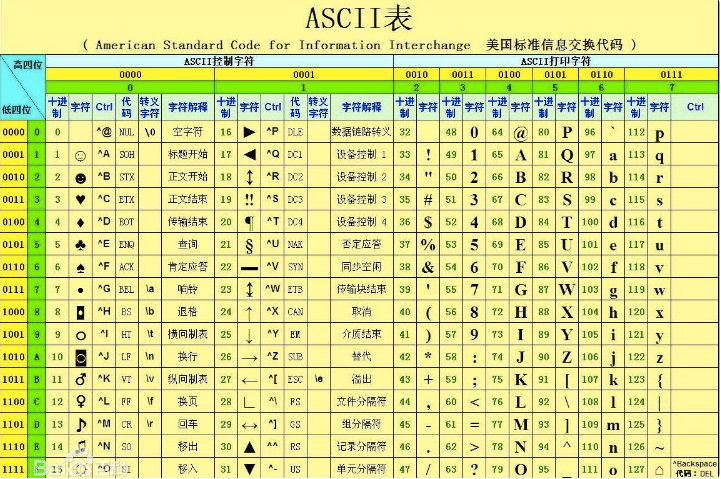 ASCII表
( American Standard Code for Information Interchange 美国标准信息交换代码 )
高四位 ASCII控制字符 ASCII打印字符
0000 0001 0010 0011 0100 0101 0110 0111
0 1 2 3 4 5 6 7
低四位 十进制 字符 Ctrl 代码 转义字符 字符解释 十进制 字符 Ctrl 代码 转义字符 字符解释 十进制 字符 十进制 字符 十进制 字符 十进制 字符 十进制 字符 十进制 字符 Ctrl
0000 0 0 ^@ NUL \0 空字符 16 ► ^P DLE 数据链路转义 32 48 0 64 @ 80 P 96 ` 112 p
0001 1 1 ☺ ^A SOH 标题开始 17 ◄ ^Q DC1 设备控制 1 33 ! 49 1 65 A 81 Q 97 a 113 q
0010 2 2 ☻ ^B STX 正文开始 18 ↕ ^R DC2 设备控制 2 34 " 50 2 66 B 82 R 98 b 114 r
0011 3 3 ♥ ^C ETX 正文结束 19 ‼ ^S DC3 设备控制 3 35 # 51 3 67 C 83 S 99 c 115 s
0100 4 4 ♦ ^D EOT 传输结束 20 ¶ ^T DC4 设备控制 4 36 $ 52 4 68 D 84 T 100 d 116 t
0101 5 5 ♣ ^E ENQ 查询 21 § ^U NAK 否定应答 37 % 53 5 69 E 85 U 101 e 117 u
0110 6 6 ♠ ^F ACK 肯定应答 22 ▬ ^V SYN 同步空闲 38 & 54 6 70 F 86 V 102 f 118 v
0111 7 7 • ^G BEL \a 响铃 23 ↨ ^W ETB 传输块结束 39 ' 55 7 71 G 87 W 103 g 119 w
1000 8 8 ◘ ^H BS \b 退格 24 ↑ ^X CAN 取消 40 ( 56 8 72 H 88 X 104 h 120 x
1001 9 9 ○ ^I HT \t 横向制表 25 ↓ ^Y EM 介质结束 41 ) 57 9 73 I 89 Y 105 i 121 y
1010 A 10 ◙ ^J LF \n 换行 26 → ^Z SUB 替代 42 * 58 : 74 J 90 Z 106 j 122 z
1011 B 11 ♂ ^K VT \v 纵向制表 27 ← ^[ ESC \e 溢出 43 + 59 ; 75 K 91 [ 107 k 123 {
1100 C 12 ♀ ^L FF \f 换页 28 ∟ ^\ FS 文件分隔符 44 , 60 < 76 L 92 \ 108 l 124 |
1101 D 13 ♪ ^M CR \r 回车 29 ↔ ^] GS 组分隔符 45 - 61 = 77 M 93 ] 109 m 125 }
1110 E 14 ♫ ^N SO 移出 30 ▲ ^^ RS 记录分隔符 46 . 62 > 78 N 94 ^ 110 n 126 ~
1111 F 15 ^O SI 移入 31 ▼ ^- US 单元分隔符 47 / 63 ? 79 O 95 _ 111 o 127 ⌂ ^Backspace 代码: DEL